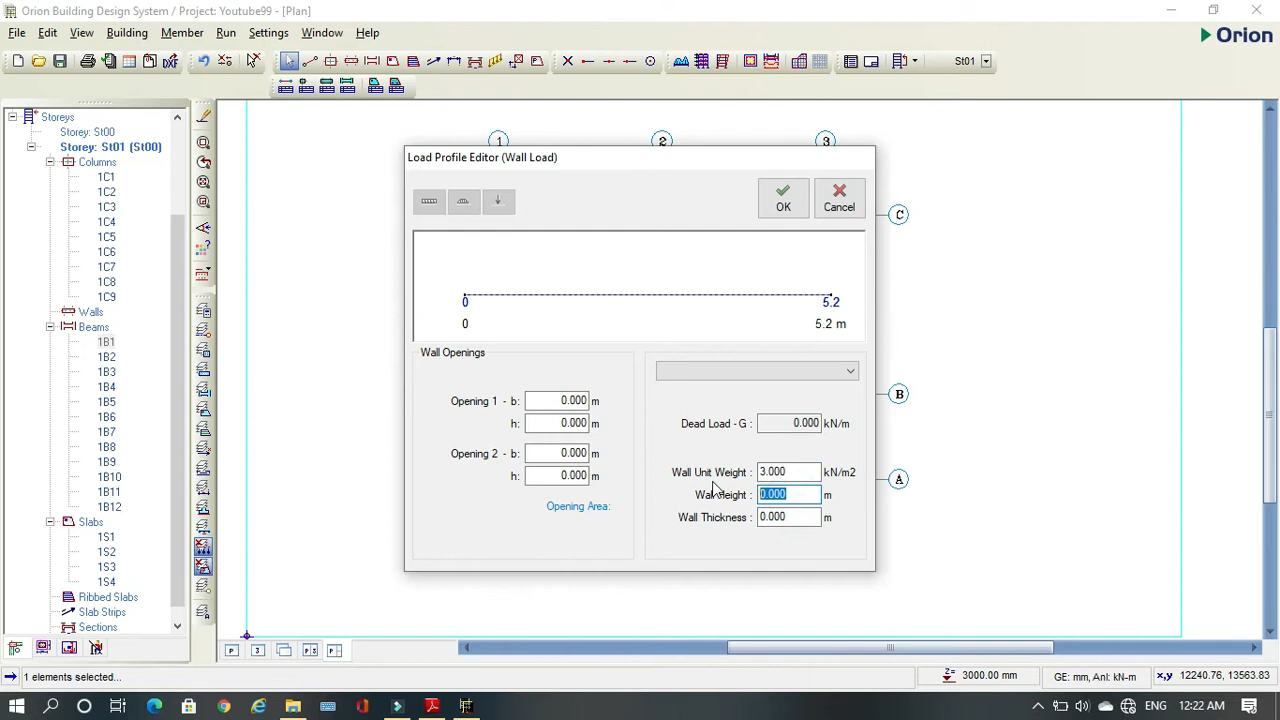 Orion Building Design System / Project: Youtube99 - [Plan]
File Edit View Building Member Run Settings Window Help
Orion
DXF St01
Storeys
Storey: St00
Storey: St01 (St00)
Columns
1C1
1C2
1C3
1C4
1C5
1C6
1C7
1C8
1C9
Walls
Beams
1B1
1B2
1B3
1B4
1B5
1B6
1B7
1B8
1B9
1B10
1B11
1B12
Slabs
1S1
1S2
1S3
1S4
Ribbed Slabs
Slab Strips
Sections
1 2 3
C
B
A
Load Profile Editor (Wall Load)
OK Cancel
0 5.2
0 5.2 m
Wall Openings
Opening 1 - b: 0.000 m
h: 0.000 m
Opening 2 - b: 0.000 m
h: 0.000 m
Opening Area:
Dead Load - G : 0.000 kN/m
Wall Unit Weight : 3.000 kN/m2
Wall Height : 0.000 m
Wall Thickness : 0.000 m
1 elements selected...
3000.00 mm
GE: mm, Anl: kN-m
x,y 12240.76, 13563.83
12:22 AM